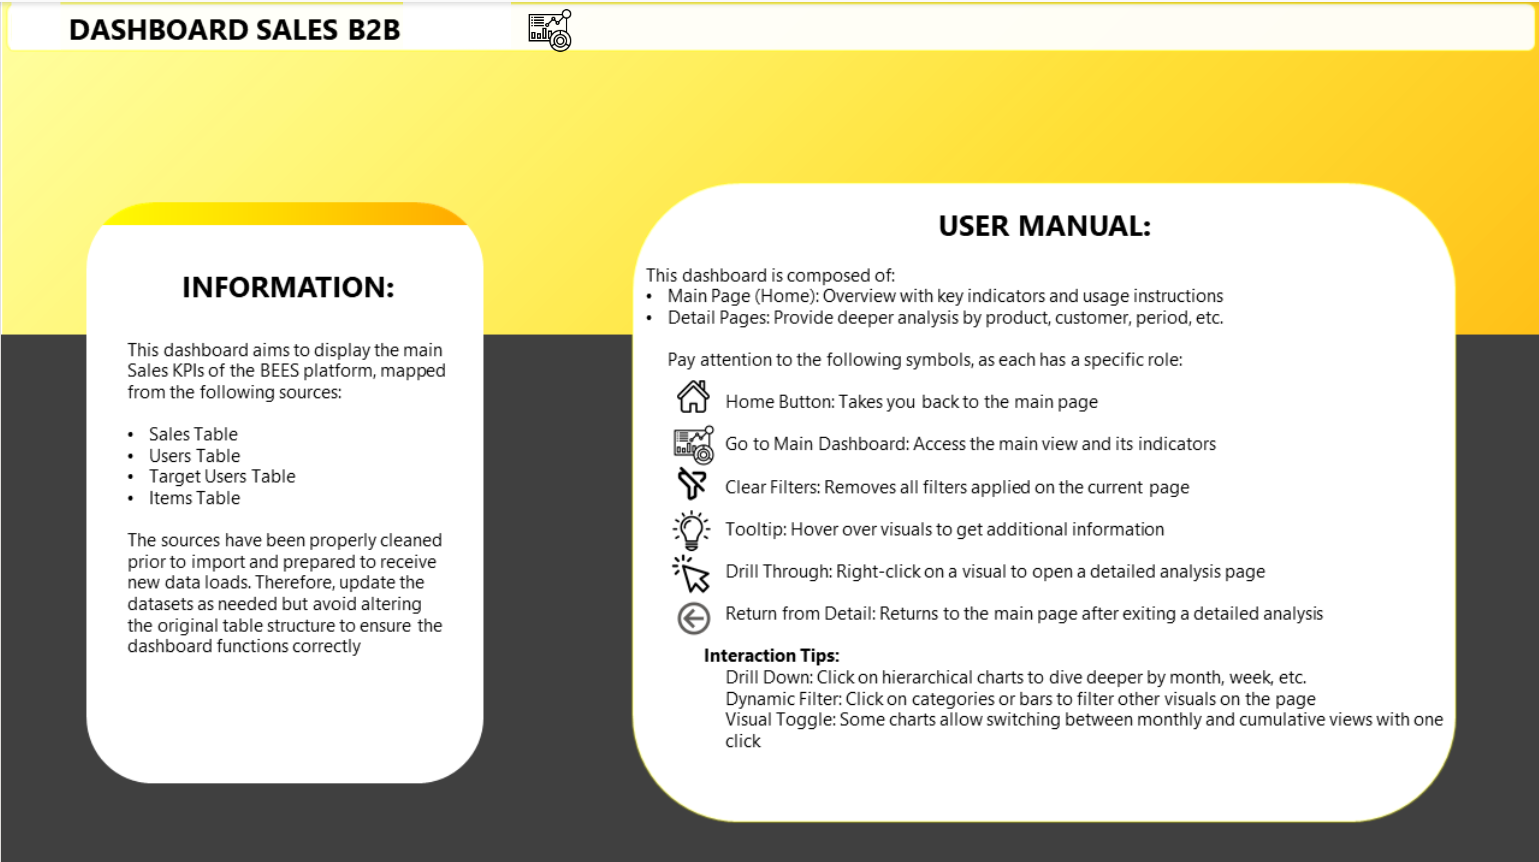 DASHBOARD SALES B2B
INFORMATION:
This dashboard aims to display the main
Sales KPIs of the BEES platform, mapped
from the following sources:
• Sales Table
• Users Table
• Target Users Table
• Items Table
The sources have been properly cleaned
prior to import and prepared to receive
new data loads. Therefore, update the
datasets as needed but avoid altering
the original table structure to ensure the
dashboard functions correctly
USER MANUAL:
This dashboard is composed of:
• Main Page (Home): Overview with key indicators and usage instructions
• Detail Pages: Provide deeper analysis by product, customer, period, etc.
Pay attention to the following symbols, as each has a specific role:
Home Button: Takes you back to the main page
Go to Main Dashboard: Access the main view and its indicators
Clear Filters: Removes all filters applied on the current page
Tooltip: Hover over visuals to get additional information
Drill Through: Right-click on a visual to open a detailed analysis page
Return from Detail: Returns to the main page after exiting a detailed analysis
Interaction Tips:
Drill Down: Click on hierarchical charts to dive deeper by month, week, etc.
Dynamic Filter: Click on categories or bars to filter other visuals on the page
Visual Toggle: Some charts allow switching between monthly and cumulative views with one
click